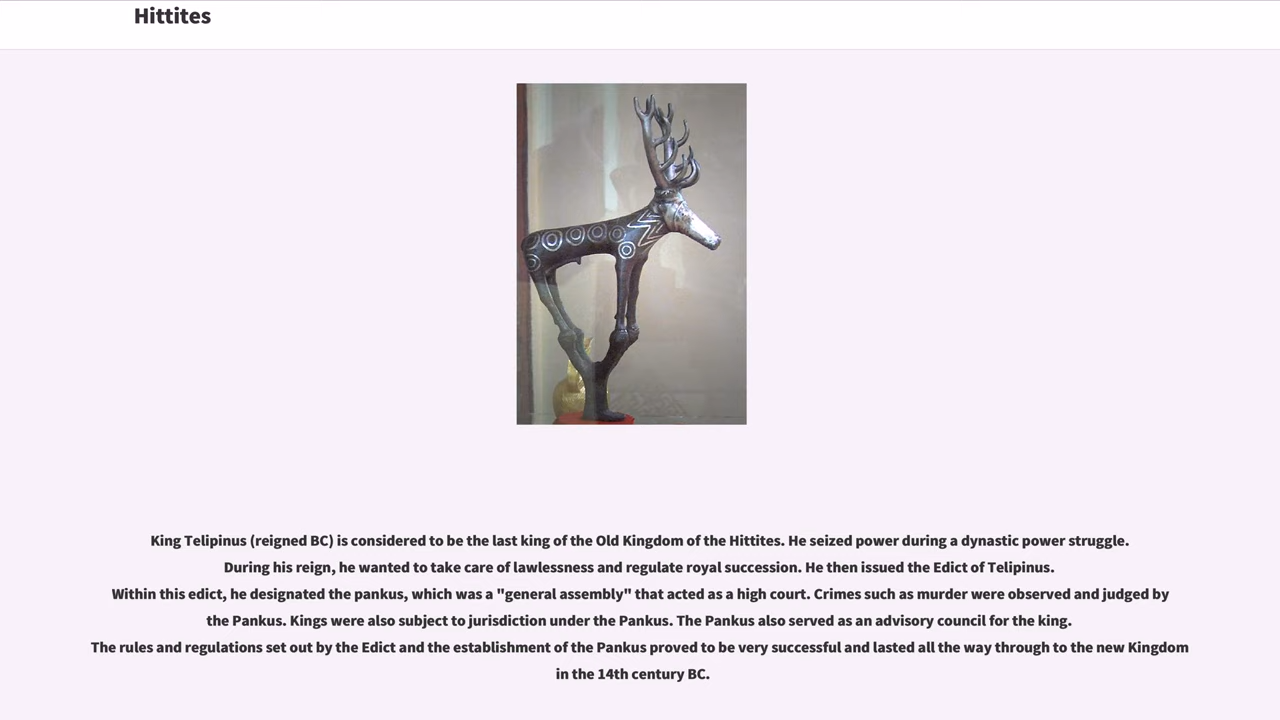 Hittites
King Telipinus (reigned BC) is considered to be the last king of the Old Kingdom of the Hittites. He seized power during a dynastic power struggle.
During his reign, he wanted to take care of lawlessness and regulate royal succession. He then issued the Edict of Telipinus.
Within this edict, he designated the pankus, which was a "general assembly" that acted as a high court. Crimes such as murder were observed and judged by
the Pankus. Kings were also subject to jurisdiction under the Pankus. The Pankus also served as an advisory council for the king.
The rules and regulations set out by the Edict and the establishment of the Pankus proved to be very successful and lasted all the way through to the new Kingdom
in the 14th century BC.